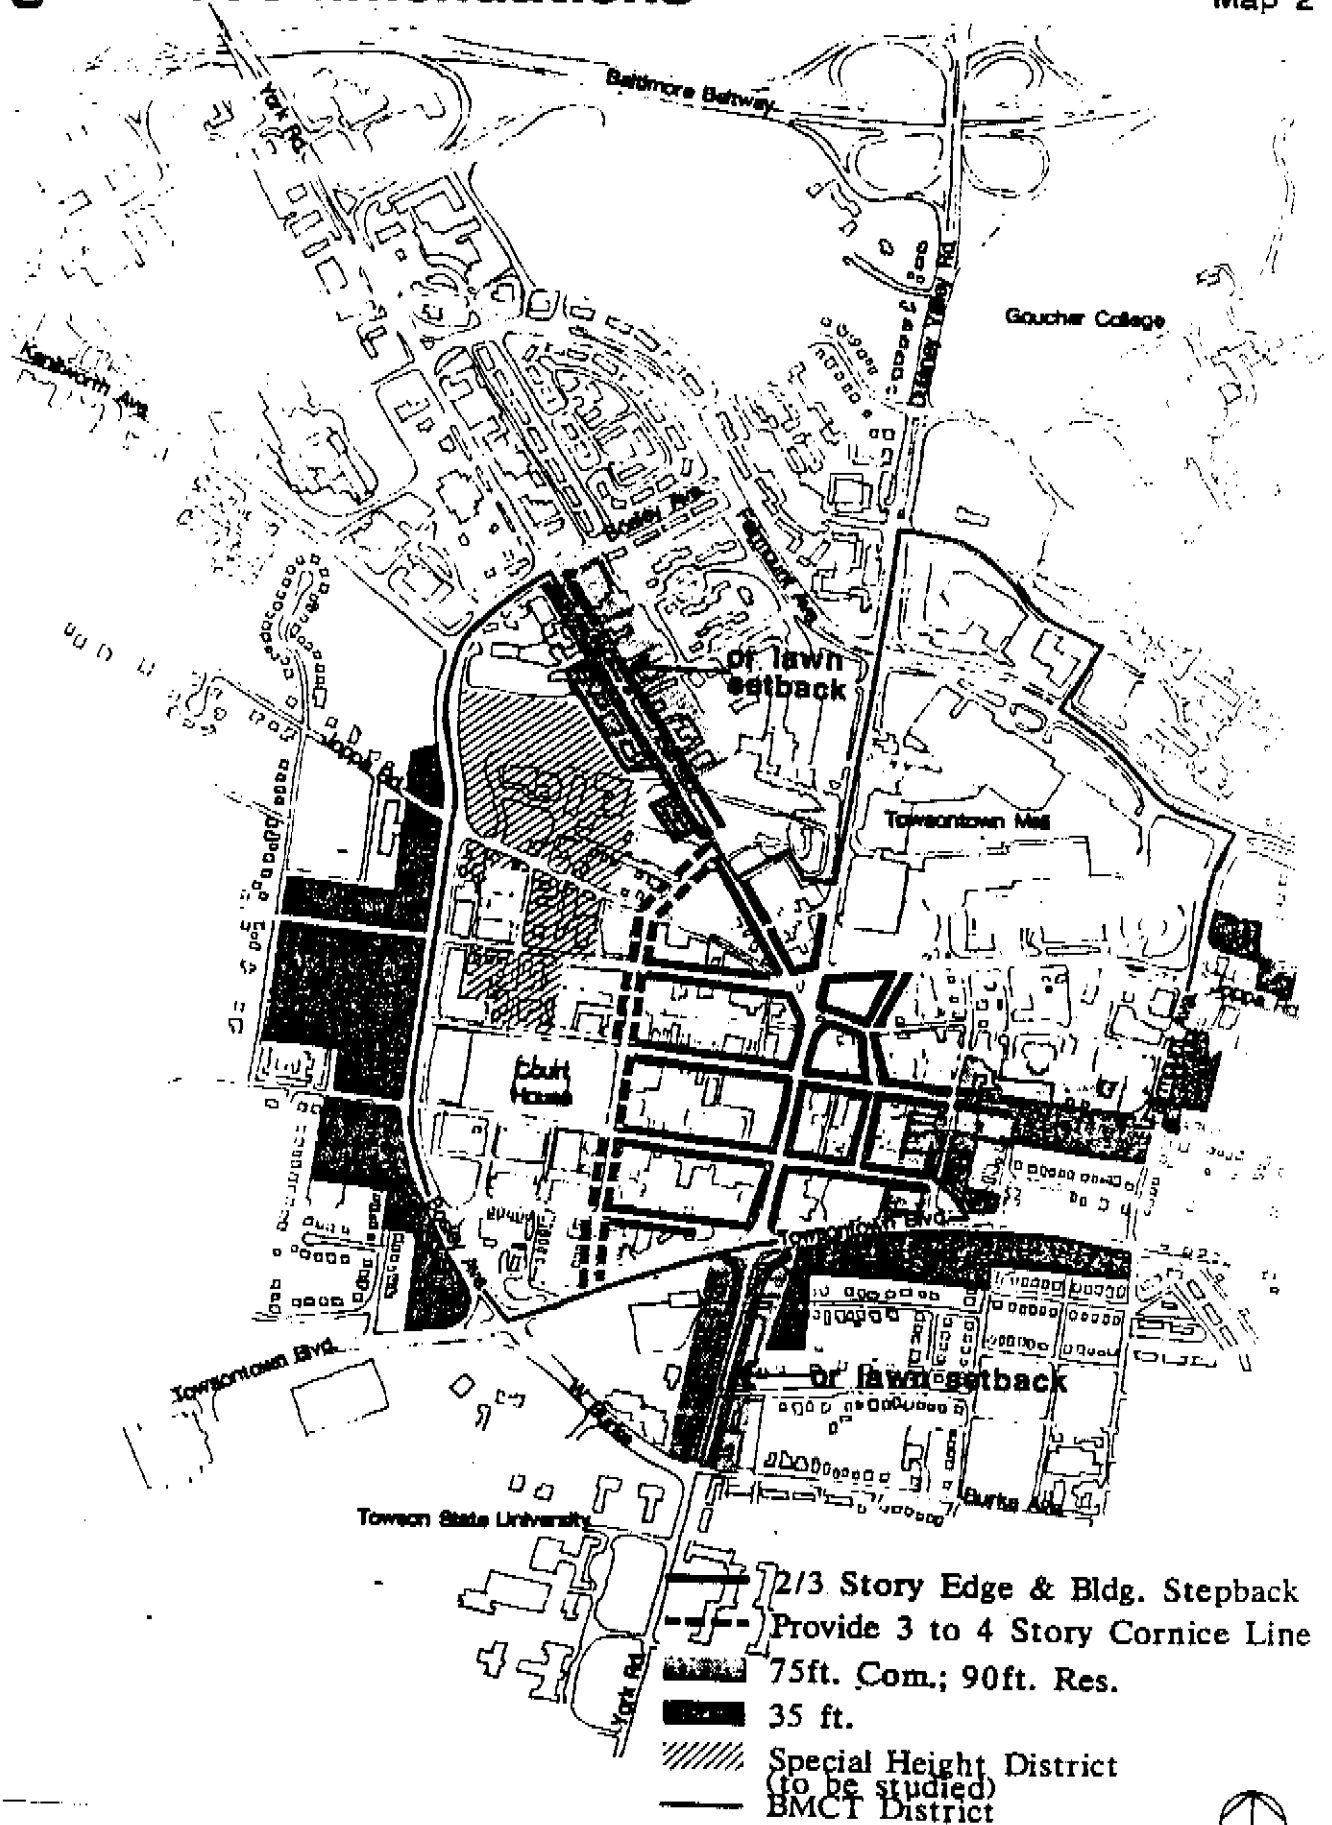 Map 2
York Rd.
Baltimore Beltway
Dulaney Valley Rd.
Goucher College
Kenilworth Ave.
Bosley Ave.
Fairmount Ave.
or lawn
setback
Joppa Rd.
Towsontown Mall
Joppa
Ave.
Court
House
Bosley Ave.
Towsontown Blvd.
Towsontown Blvd.
or lawn setback
W. Burke
Burke Ave.
Towson State University
York Rd.
2/3 Story Edge & Bldg. Stepback
Provide 3 to 4 Story Cornice Line
75ft. Com.; 90ft. Res.
35 ft.
Special Height District
(to be studied)
BMCT District